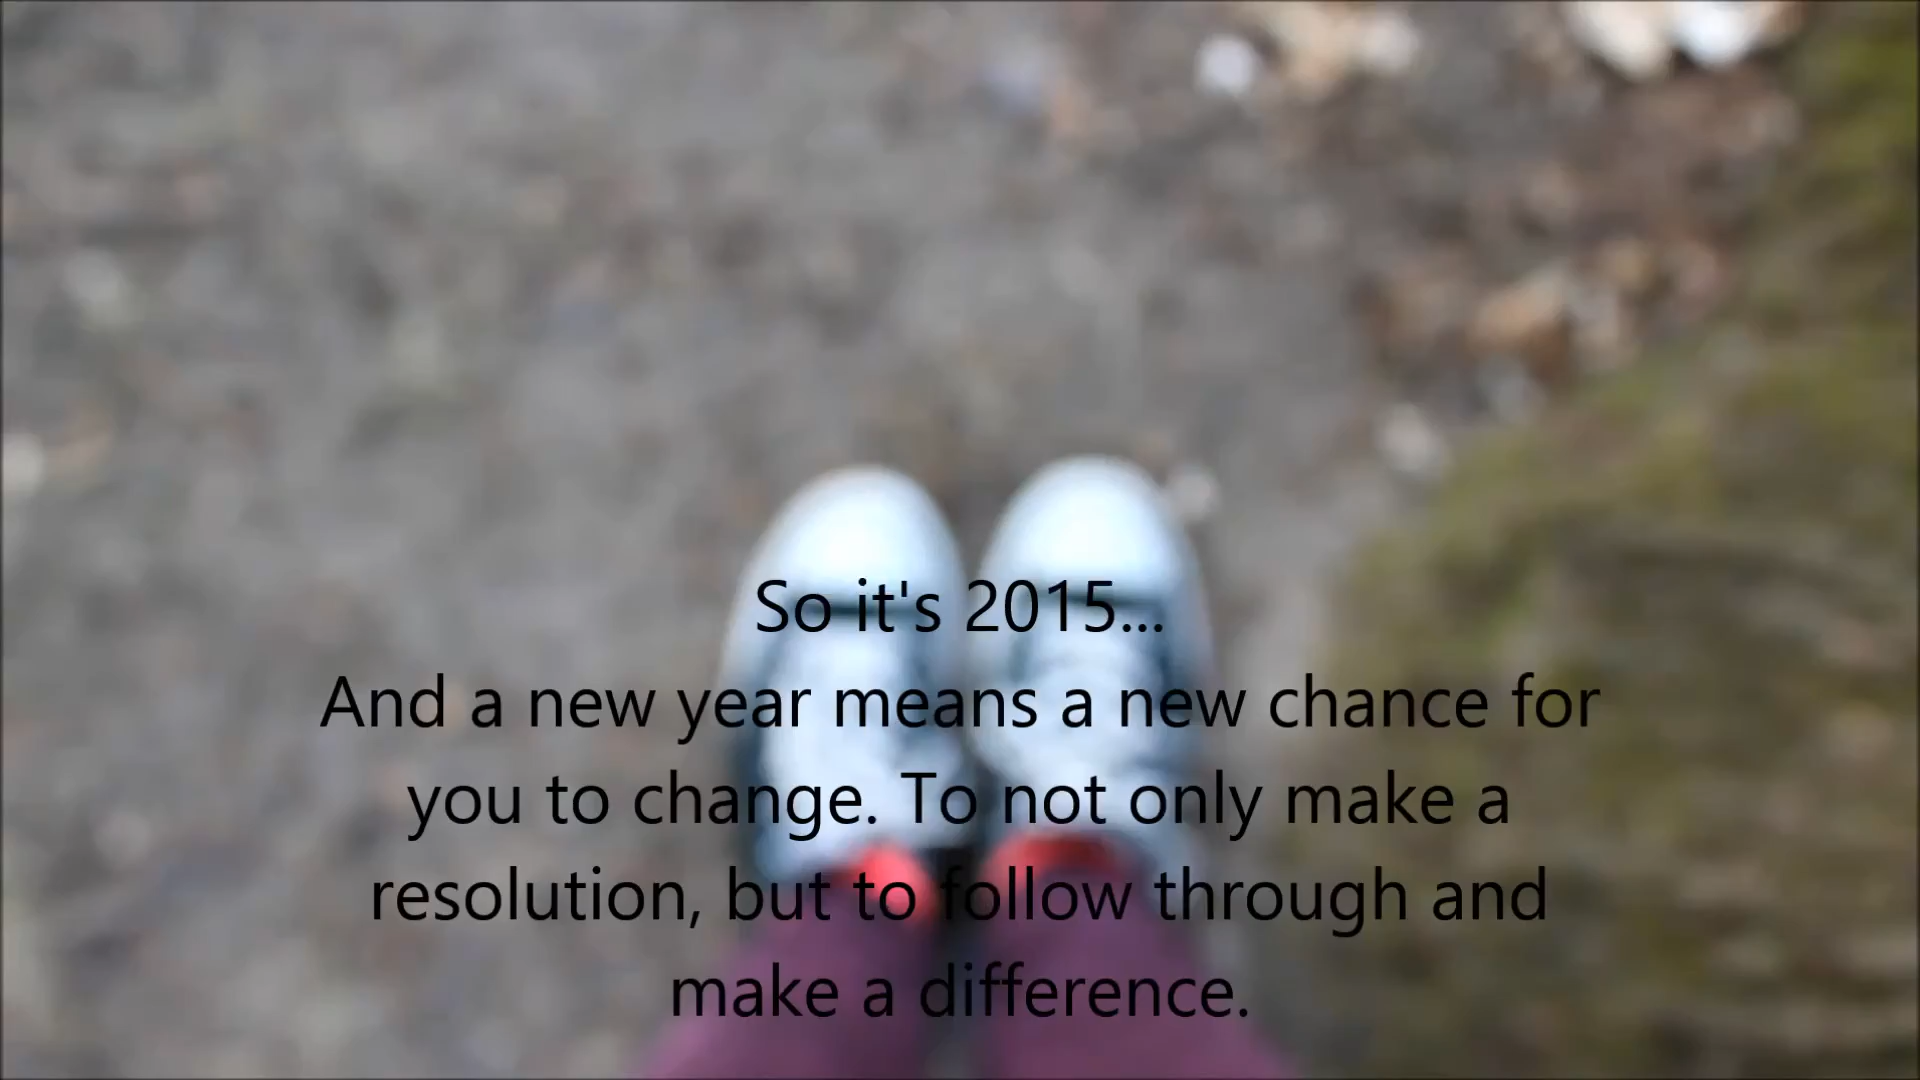 So it's 2015...
And a new year means a new chance for
you to change. To not only make a
resolution, but to follow through and
make a difference.